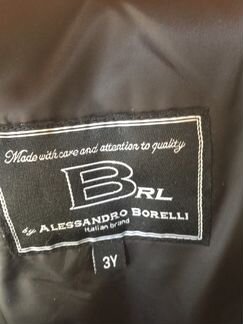 Made with care and attention to quality
BRL
by ALESSANDRO BORELLI
italian brand
3Y